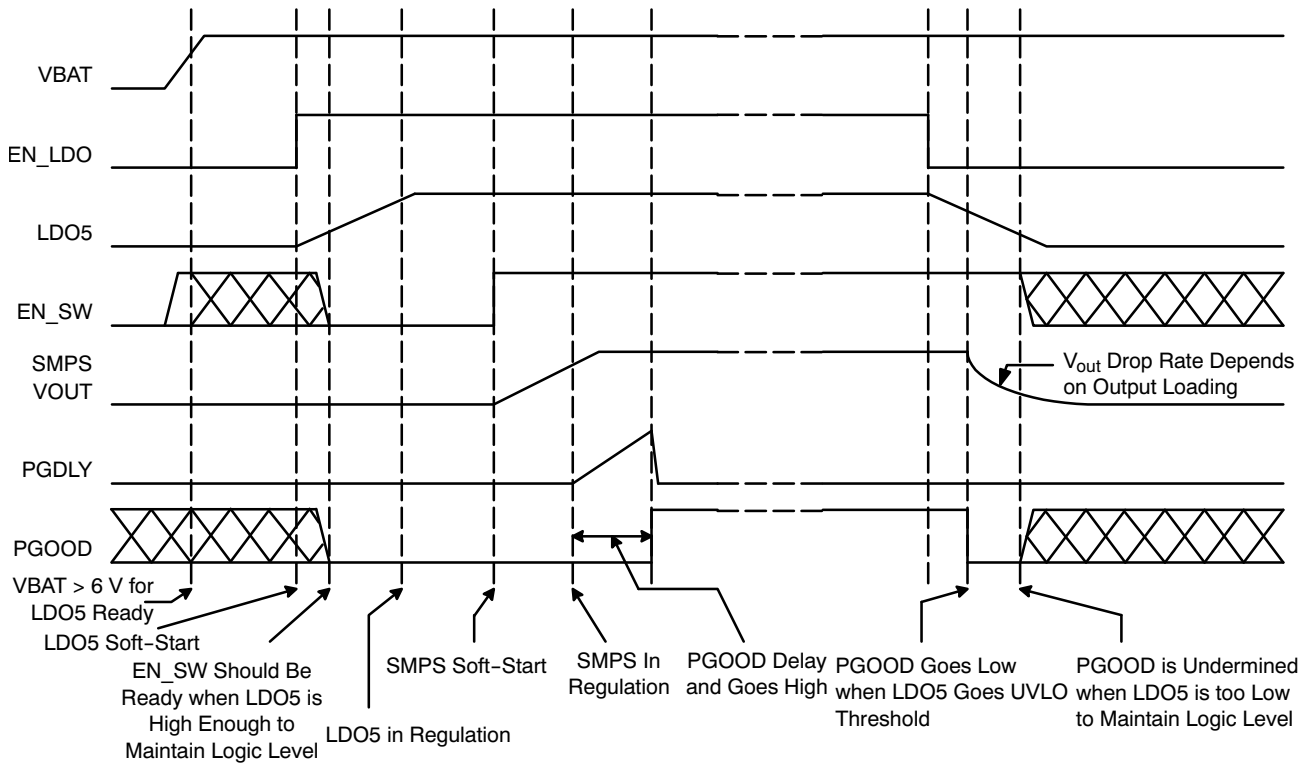 VBAT
EN_LDO
LDO5
EN_SW
SMPS
VOUT
Vout Drop Rate Depends
on Output Loading
PGDLY
PGOOD
VBAT > 6 V for
LDO5 Ready
LDO5 Soft-Start
EN_SW Should Be
Ready when LDO5 is
High Enough to
Maintain Logic Level
LDO5 in Regulation
SMPS Soft-Start
SMPS In
Regulation
PGOOD Delay
and Goes High
PGOOD Goes Low
when LDO5 Goes UVLO
Threshold
PGOOD is Undermined
when LDO5 is too Low
to Maintain Logic Level